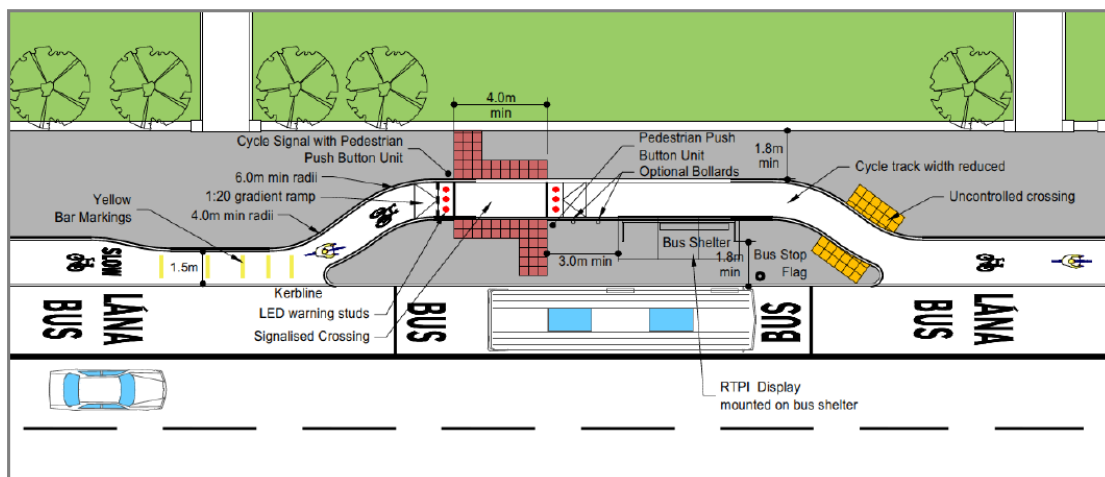 4.0m
min
Cycle Signal with Pedestrian
Push Button Unit
Pedestrian Push
Button Unit
Optional Bollards
1.8m
min
Cycle track width reduced
6.0m min radii
1:20 gradient ramp
4.0m min radii
Uncontrolled crossing
Yellow
Bar Markings
SLOW
1.5m
3.0m min
Bus Shelter
1.8m
min
Bus Stop
Flag
Kerbline
LED warning studs
Signalised Crossing
LÁNA
BUS
BUS
BUS
LÁNA
BUS
RTPI Display
mounted on bus shelter